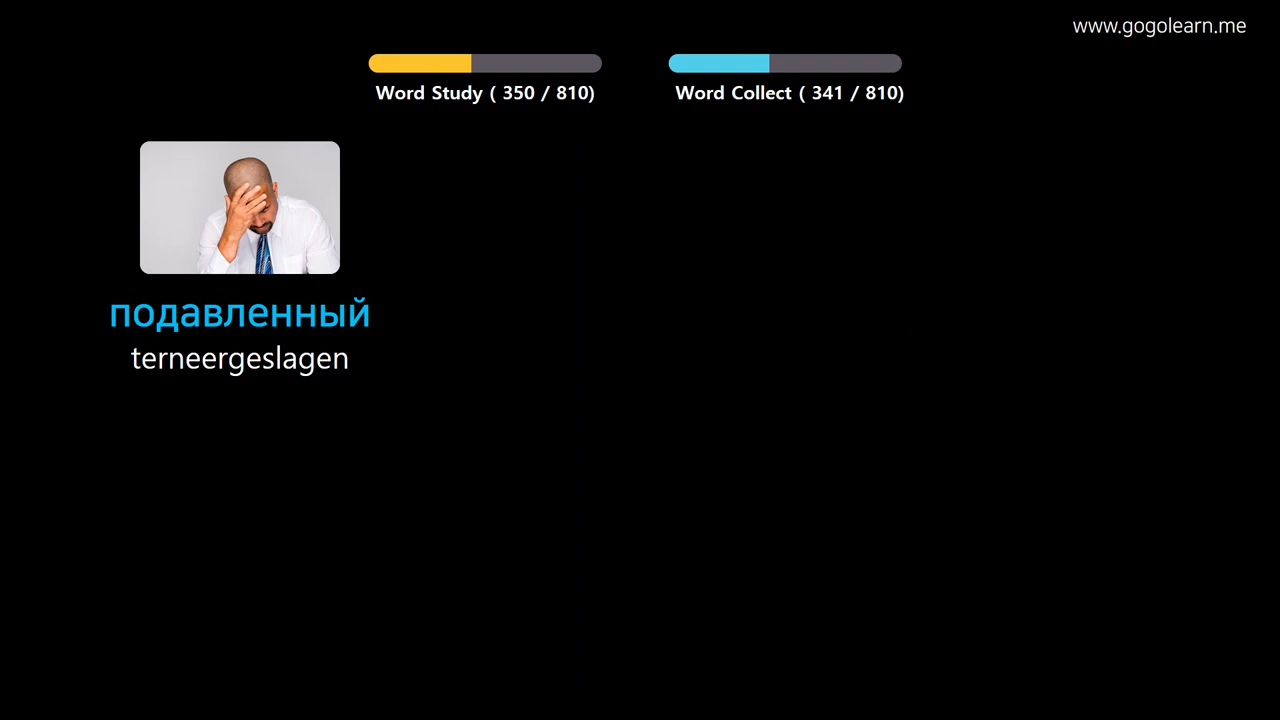 www.gogolearn.me
Word Study ( 350 / 810)
Word Collect ( 341 / 810)
подавленный
terneergeslagen